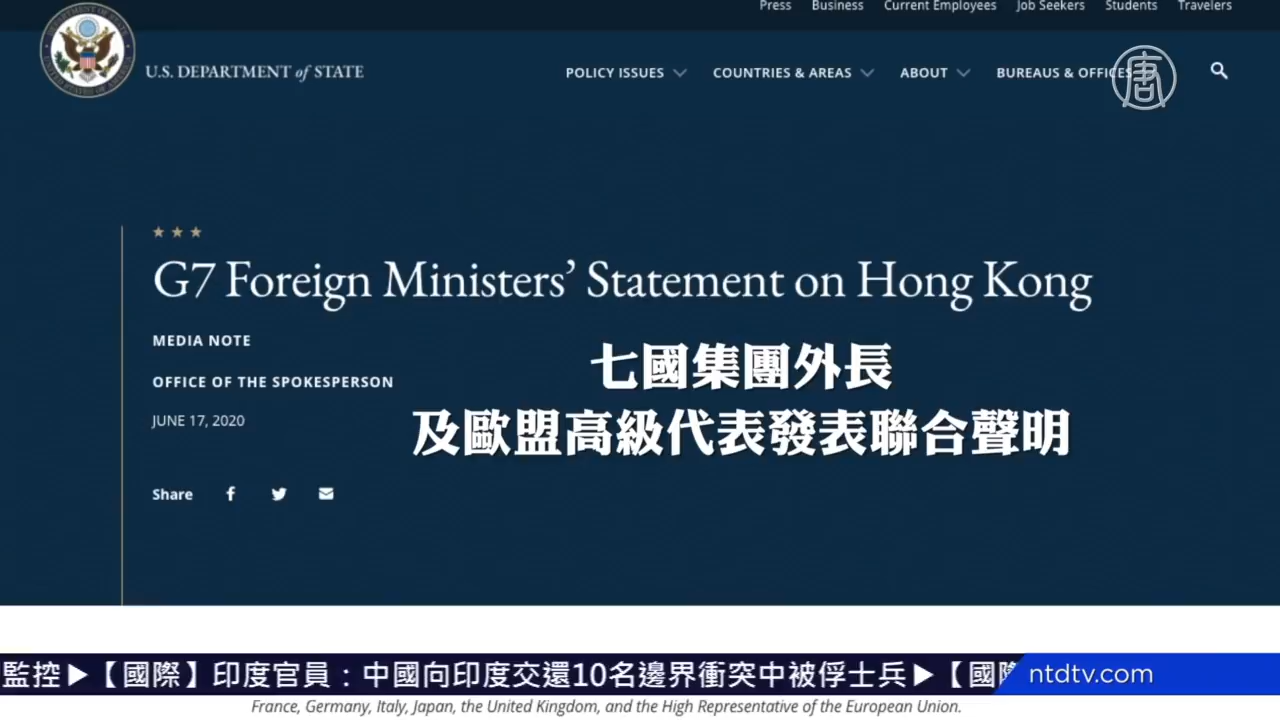 Press Business Current Employees Job Seekers Students Travelers
U.S. DEPARTMENT of STATE
POLICY ISSUES COUNTRIES & AREAS ABOUT BUREAUS & OFFICES
唐
★ ★ ★
G7 Foreign Ministers’ Statement on Hong Kong
MEDIA NOTE
七國集團外長
OFFICE OF THE SPOKESPERSON
及歐盟高級代表發表聯合聲明
JUNE 17, 2020
Share
監控▶【國際】印度官員：中國向印度交還10名邊界衝突中被俘士兵▶【國
ntdtv.com
France, Germany, Italy, Japan, the United Kingdom, and the High Representative of the European Union.